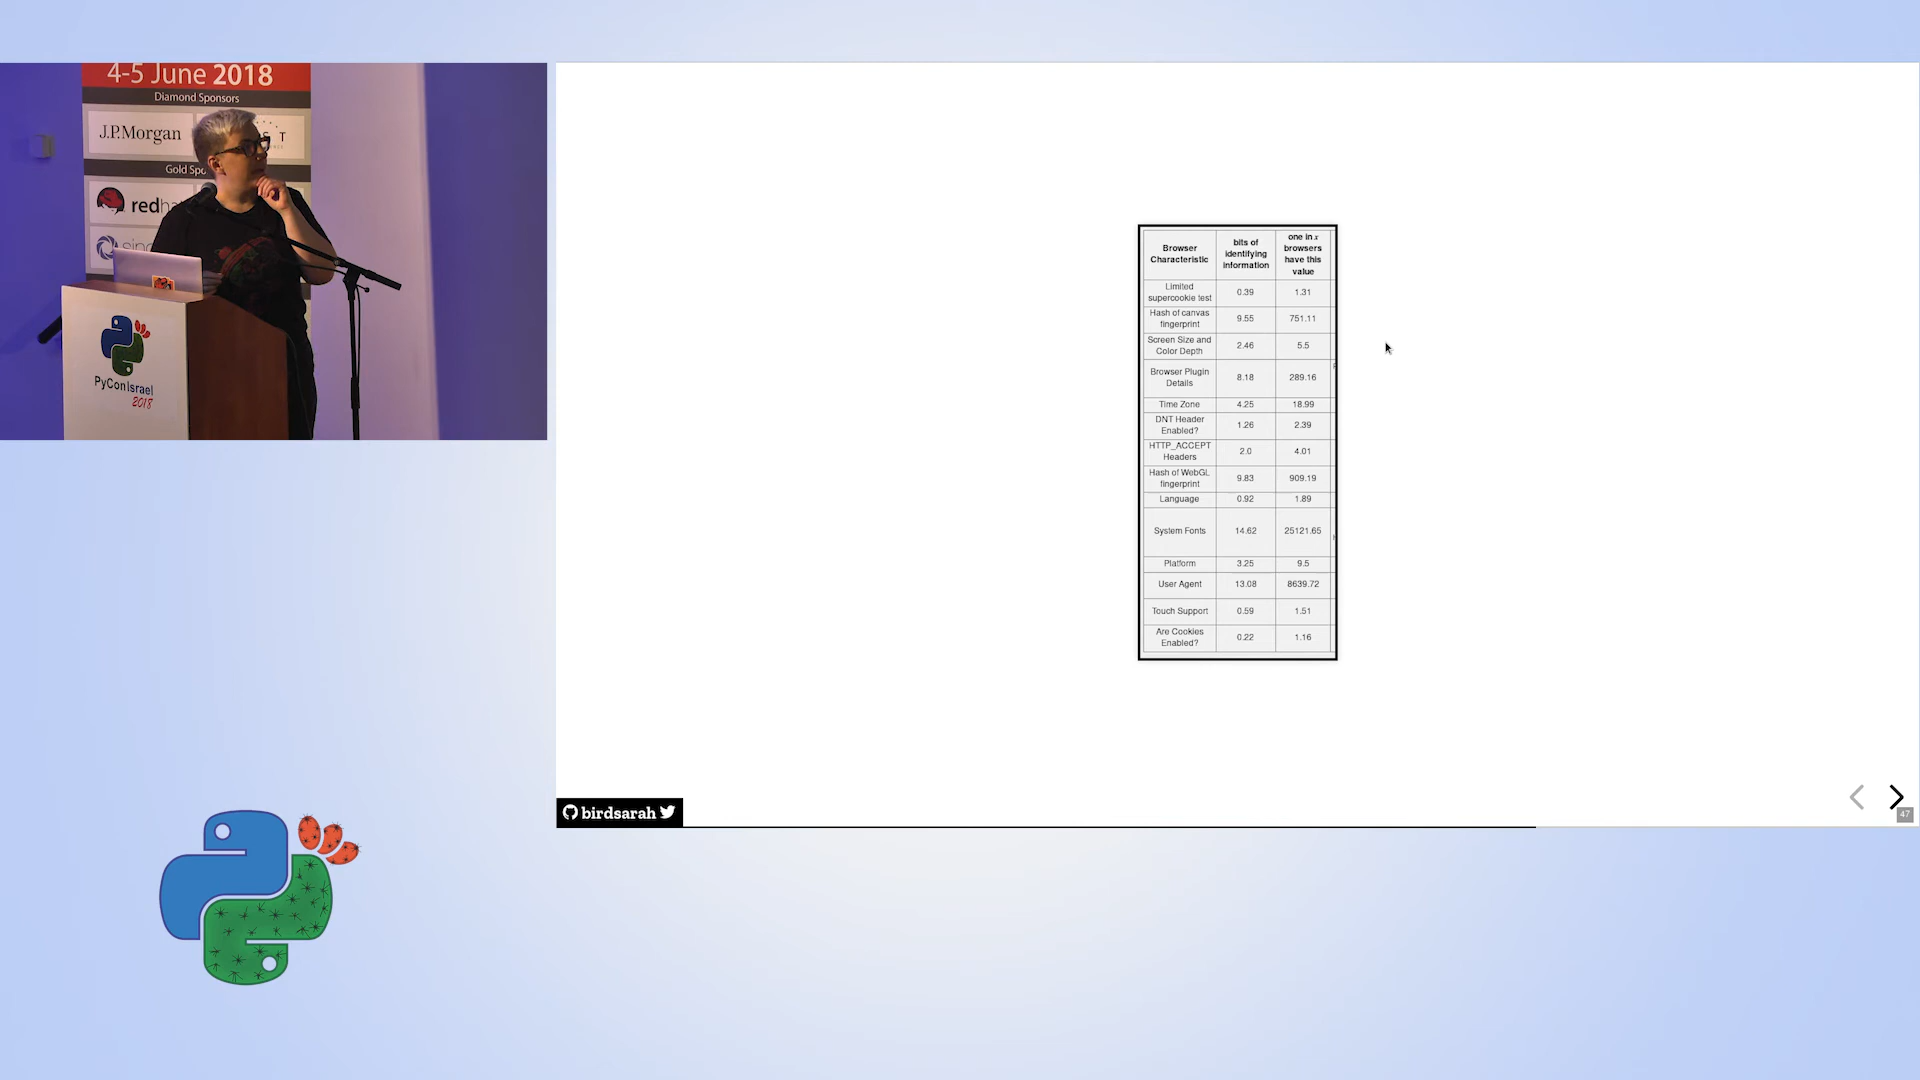 4-5 June 2018
Diamond Sponsors
J.P.Morgan
S T
Gold Spo
redha
sinc
PyConIsrael
2018
Browser Characteristic
bits of identifying information
one in x browsers have this value
Limited supercookie test 0.39 1.31
Hash of canvas fingerprint 9.55 751.11
Screen Size and Color Depth 2.46 5.5
Browser Plugin Details 8.18 289.16
Time Zone 4.25 18.99
DNT Header Enabled? 1.26 2.39
HTTP_ACCEPT Headers 2.0 4.01
Hash of WebGL fingerprint 9.83 909.19
Language 0.92 1.89
System Fonts 14.62 25121.65
Platform 3.25 9.5
User Agent 13.08 8639.72
Touch Support 0.59 1.51
Are Cookies Enabled? 0.22 1.16
birdsarah
47